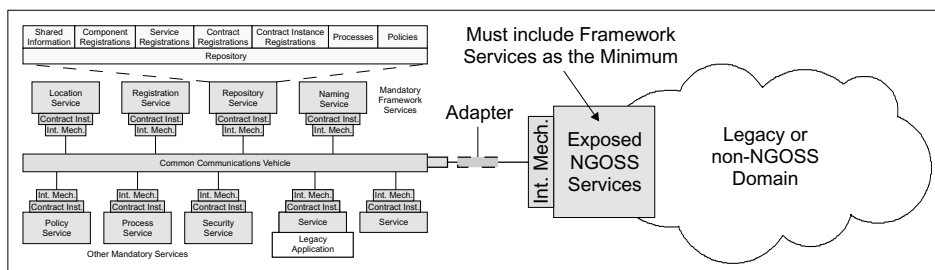 Shared Information
Component Registrations
Service Registrations
Contract Registrations
Contract Instance Registrations
Processes
Policies
Repository
Location Service
Contract Inst.
Int. Mech.
Registration Service
Contract Inst.
Int. Mech.
Repository Service
Contract Inst.
Int. Mech.
Naming Service
Contract Inst.
Int. Mech.
Mandatory Framework Services
Common Communications Vehicle
Int. Mech.
Contract Inst.
Policy Service
Int. Mech.
Contract Inst.
Process Service
Int. Mech.
Contract Inst.
Security Service
Int. Mech.
Contract Inst.
Service
Legacy Application
Int. Mech.
Contract Inst.
Service
Other Mandatory Services
Adapter
Must include Framework
Services as the Minimum
Int. Mech.
Exposed
NGOSS
Services
Legacy or
non-NGOSS
Domain